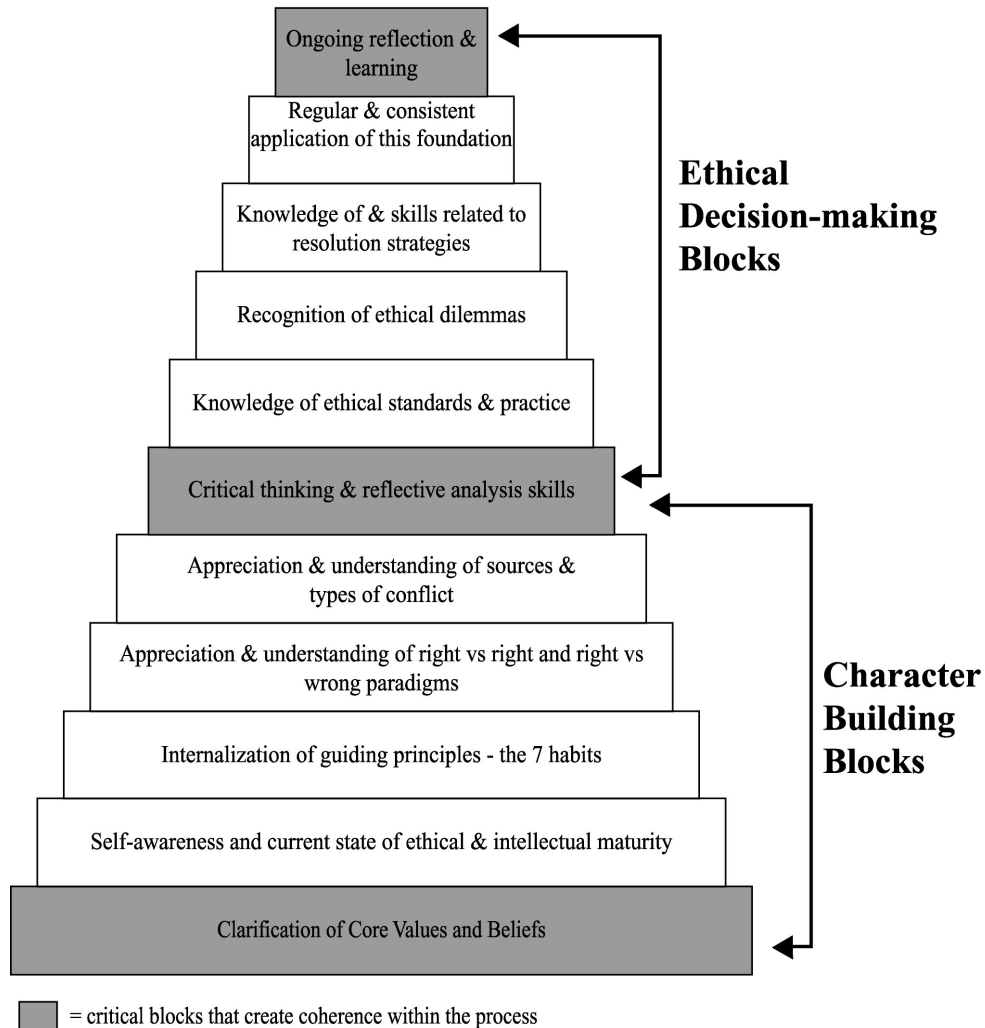 Ongoing reflection &
learning
Regular & consistent
application of this foundation
Knowledge of & skills related to
resolution strategies
Recognition of ethical dilemmas
Knowledge of ethical standards & practice
Critical thinking & reflective analysis skills
Appreciation & understanding of sources &
types of conflict
Appreciation & understanding of right vs right and right vs
wrong paradigms
Internalization of guiding principles - the 7 habits
Self-awareness and current state of ethical & intellectual maturity
Clarification of Core Values and Beliefs
Ethical
Decision-making
Blocks
Character
Building
Blocks
= critical blocks that create coherence within the process